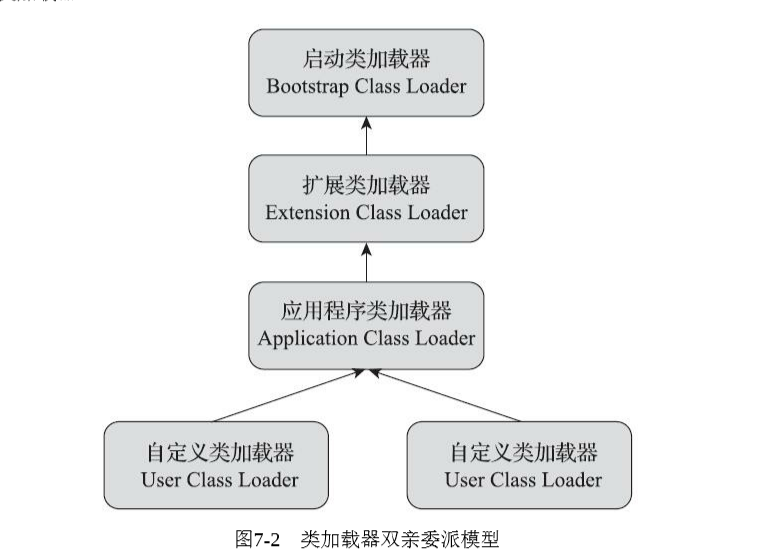 启动类加载器
Bootstrap Class Loader
扩展类加载器
Extension Class Loader
应用程序类加载器
Application Class Loader
自定义类加载器
User Class Loader
自定义类加载器
User Class Loader
图7-2 类加载器双亲委派模型